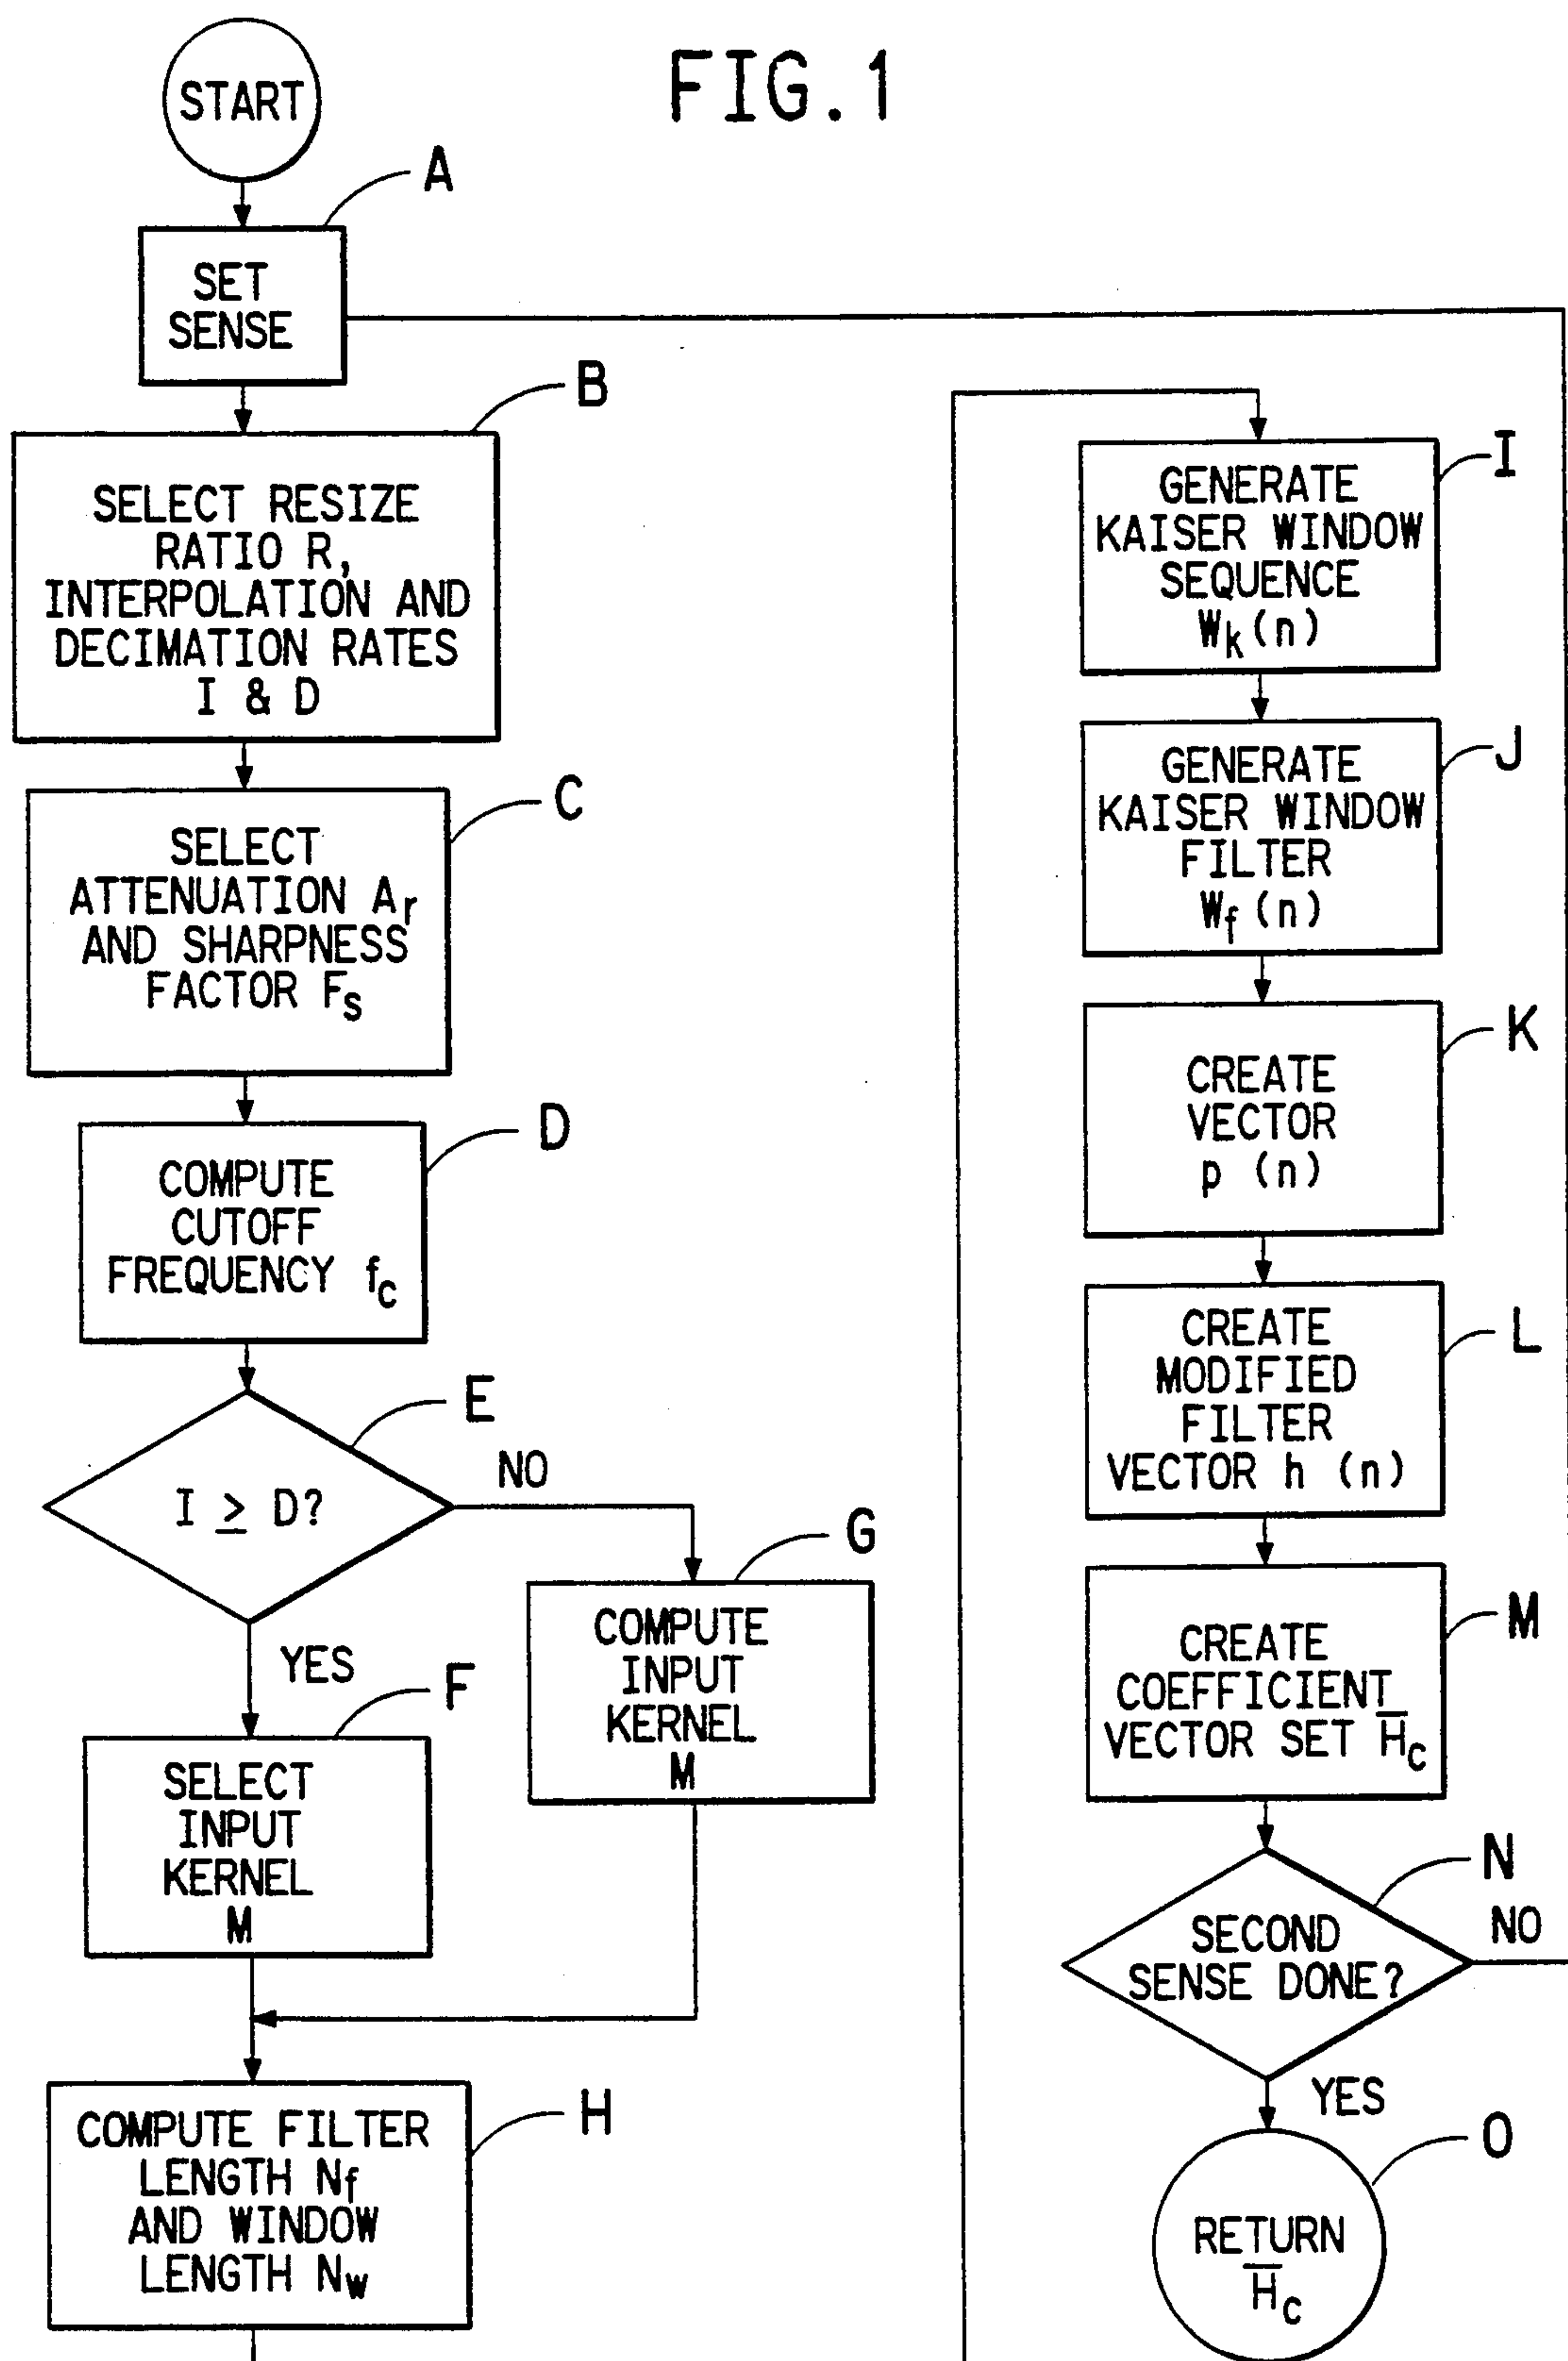 FIG. 1
START
A
SET
SENSE
B
SELECT RESIZE
RATIO R,
INTERPOLATION AND
DECIMATION RATES
I & D
C
SELECT
ATTENUATION Ar
AND SHARPNESS
FACTOR Fs
D
COMPUTE
CUTOFF
FREQUENCY fc
E
I ≥ D?
NO
YES
G
COMPUTE
INPUT
KERNEL
M
F
SELECT
INPUT
KERNEL
M
H
COMPUTE FILTER
LENGTH Nf
AND WINDOW
LENGTH Nw
I
GENERATE
KAISER WINDOW
SEQUENCE
Wk (n)
J
GENERATE
KAISER WINDOW
FILTER
Wf (n)
K
CREATE
VECTOR
p (n)
L
CREATE
MODIFIED
FILTER
VECTOR h (n)
M
CREATE
COEFFICIENT
VECTOR SET H̅c
N
SECOND
SENSE DONE?
NO
YES
O
RETURN
H̅c